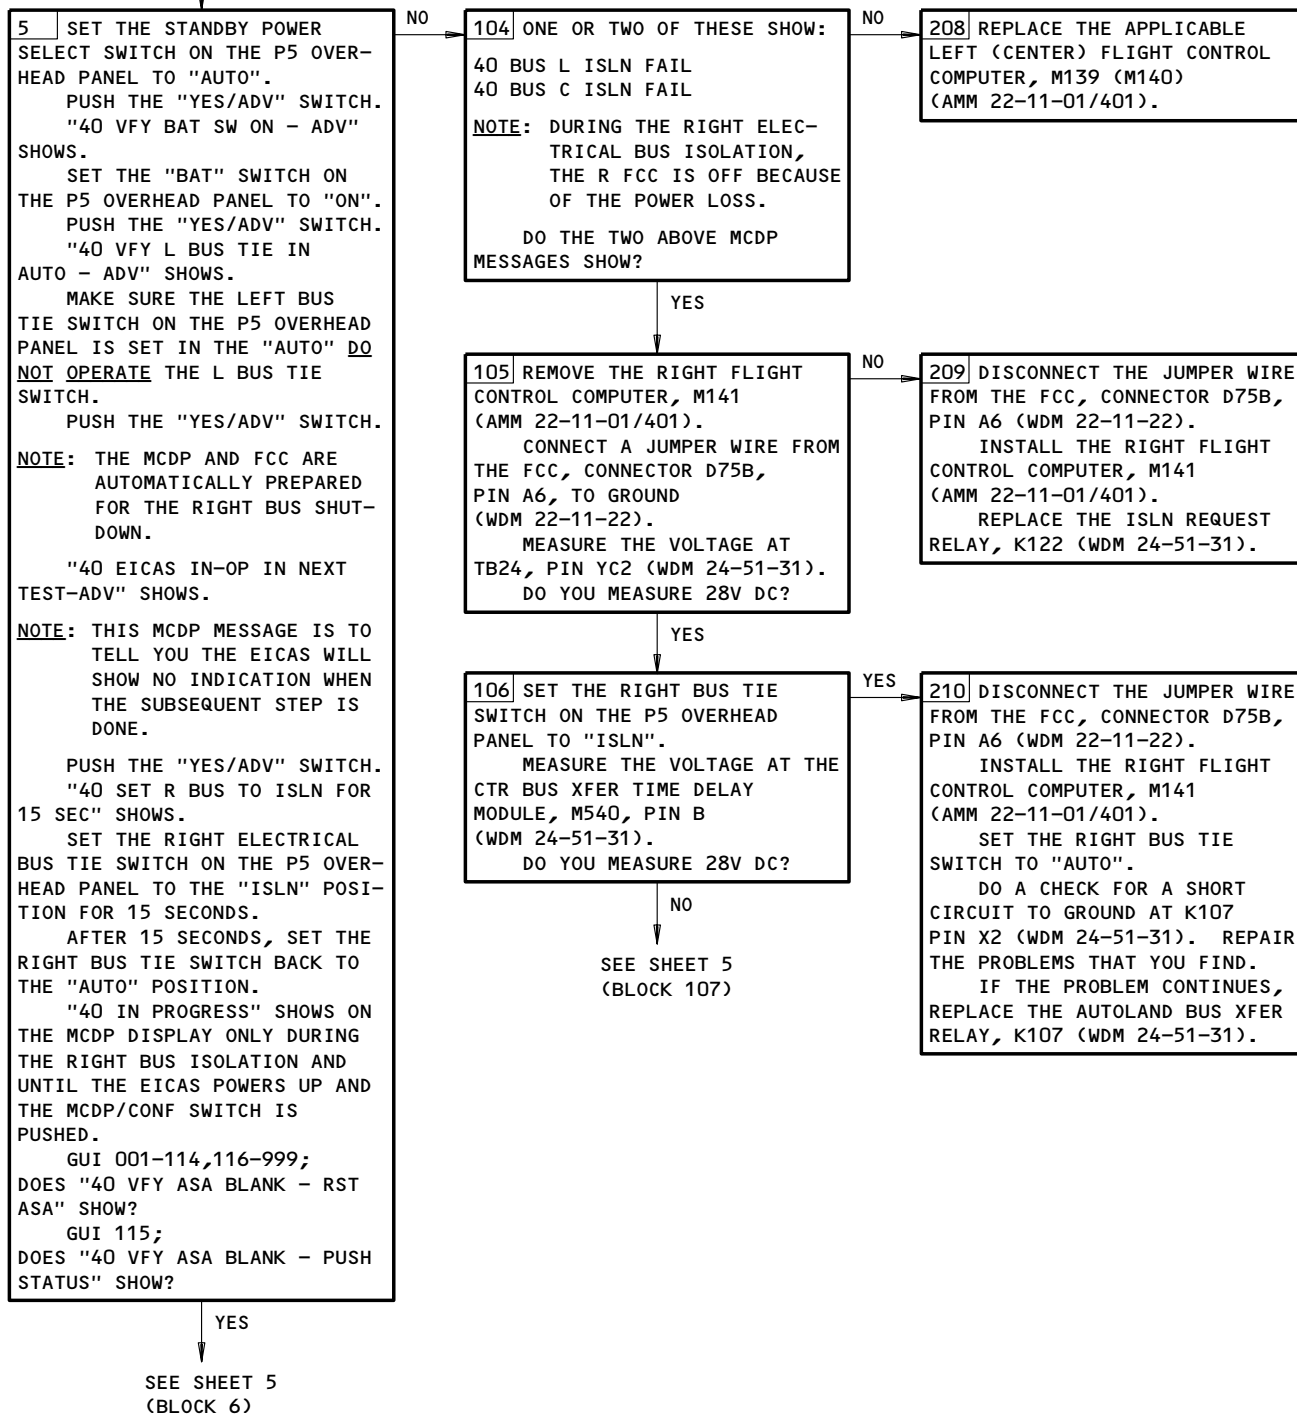 5 SET THE STANDBY POWER
SELECT SWITCH ON THE P5 OVER-
HEAD PANEL TO "AUTO".
PUSH THE "YES/ADV" SWITCH.
"40 VFY BAT SW ON - ADV"
SHOWS.
SET THE "BAT" SWITCH ON
THE P5 OVERHEAD PANEL TO "ON".
PUSH THE "YES/ADV" SWITCH.
"40 VFY L BUS TIE IN
AUTO - ADV" SHOWS.
MAKE SURE THE LEFT BUS
TIE SWITCH ON THE P5 OVERHEAD
PANEL IS SET IN THE "AUTO" DO
NOT OPERATE THE L BUS TIE
SWITCH.
PUSH THE "YES/ADV" SWITCH.
NOTE: THE MCDP AND FCC ARE
AUTOMATICALLY PREPARED
FOR THE RIGHT BUS SHUT-
DOWN.
"40 EICAS IN-OP IN NEXT
TEST-ADV" SHOWS.
NOTE: THIS MCDP MESSAGE IS TO
TELL YOU THE EICAS WILL
SHOW NO INDICATION WHEN
THE SUBSEQUENT STEP IS
DONE.
PUSH THE "YES/ADV" SWITCH.
"40 SET R BUS TO ISLN FOR
15 SEC" SHOWS.
SET THE RIGHT ELECTRICAL
BUS TIE SWITCH ON THE P5 OVER-
HEAD PANEL TO THE "ISLN" POSI-
TION FOR 15 SECONDS.
AFTER 15 SECONDS, SET THE
RIGHT BUS TIE SWITCH BACK TO
THE "AUTO" POSITION.
"40 IN PROGRESS" SHOWS ON
THE MCDP DISPLAY ONLY DURING
THE RIGHT BUS ISOLATION AND
UNTIL THE EICAS POWERS UP AND
THE MCDP/CONF SWITCH IS
PUSHED.
GUI 001-114,116-999;
DOES "40 VFY ASA BLANK - RST
ASA" SHOW?
GUI 115;
DOES "40 VFY ASA BLANK - PUSH
STATUS" SHOW?
YES
SEE SHEET 5
(BLOCK 6)
NO
104 ONE OR TWO OF THESE SHOW:
40 BUS L ISLN FAIL
40 BUS C ISLN FAIL
NOTE: DURING THE RIGHT ELEC-
TRICAL BUS ISOLATION,
THE R FCC IS OFF BECAUSE
OF THE POWER LOSS.
DO THE TWO ABOVE MCDP
MESSAGES SHOW?
NO
208 REPLACE THE APPLICABLE
LEFT (CENTER) FLIGHT CONTROL
COMPUTER, M139 (M140)
(AMM 22-11-01/401).
YES
105 REMOVE THE RIGHT FLIGHT
CONTROL COMPUTER, M141
(AMM 22-11-01/401).
CONNECT A JUMPER WIRE FROM
THE FCC, CONNECTOR D75B,
PIN A6, TO GROUND
(WDM 22-11-22).
MEASURE THE VOLTAGE AT
TB24, PIN YC2 (WDM 24-51-31).
DO YOU MEASURE 28V DC?
NO
209 DISCONNECT THE JUMPER WIRE
FROM THE FCC, CONNECTOR D75B,
PIN A6 (WDM 22-11-22).
INSTALL THE RIGHT FLIGHT
CONTROL COMPUTER, M141
(AMM 22-11-01/401).
REPLACE THE ISLN REQUEST
RELAY, K122 (WDM 24-51-31).
YES
106 SET THE RIGHT BUS TIE
SWITCH ON THE P5 OVERHEAD
PANEL TO "ISLN".
MEASURE THE VOLTAGE AT THE
CTR BUS XFER TIME DELAY
MODULE, M540, PIN B
(WDM 24-51-31).
DO YOU MEASURE 28V DC?
YES
210 DISCONNECT THE JUMPER WIRE
FROM THE FCC, CONNECTOR D75B,
PIN A6 (WDM 22-11-22).
INSTALL THE RIGHT FLIGHT
CONTROL COMPUTER, M141
(AMM 22-11-01/401).
SET THE RIGHT BUS TIE
SWITCH TO "AUTO".
DO A CHECK FOR A SHORT
CIRCUIT TO GROUND AT K107
PIN X2 (WDM 24-51-31). REPAIR
THE PROBLEMS THAT YOU FIND.
IF THE PROBLEM CONTINUES,
REPLACE THE AUTOLAND BUS XFER
RELAY, K107 (WDM 24-51-31).
NO
SEE SHEET 5
(BLOCK 107)